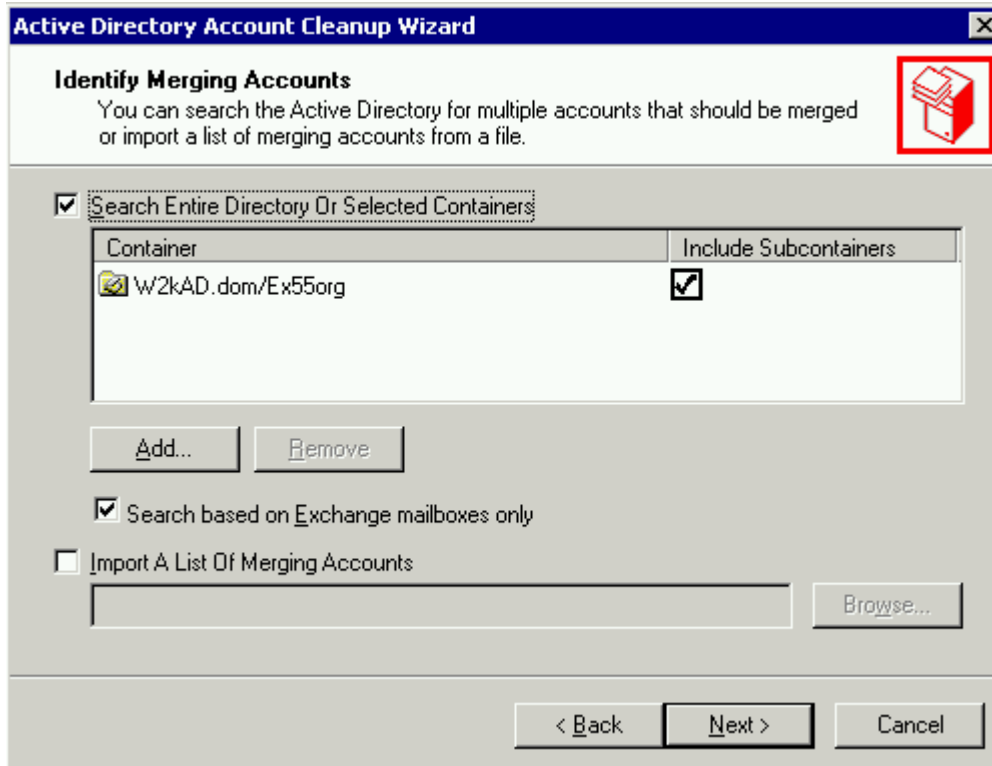 Active Directory Account Cleanup Wizard
Identify Merging Accounts
You can search the Active Directory for multiple accounts that should be merged
or import a list of merging accounts from a file.
Search Entire Directory Or Selected Containers
Container Include Subcontainers
W2kAD.dom/Ex55org
Add... Remove
Search based on Exchange mailboxes only
Import A List Of Merging Accounts
Browse...
< Back Next > Cancel